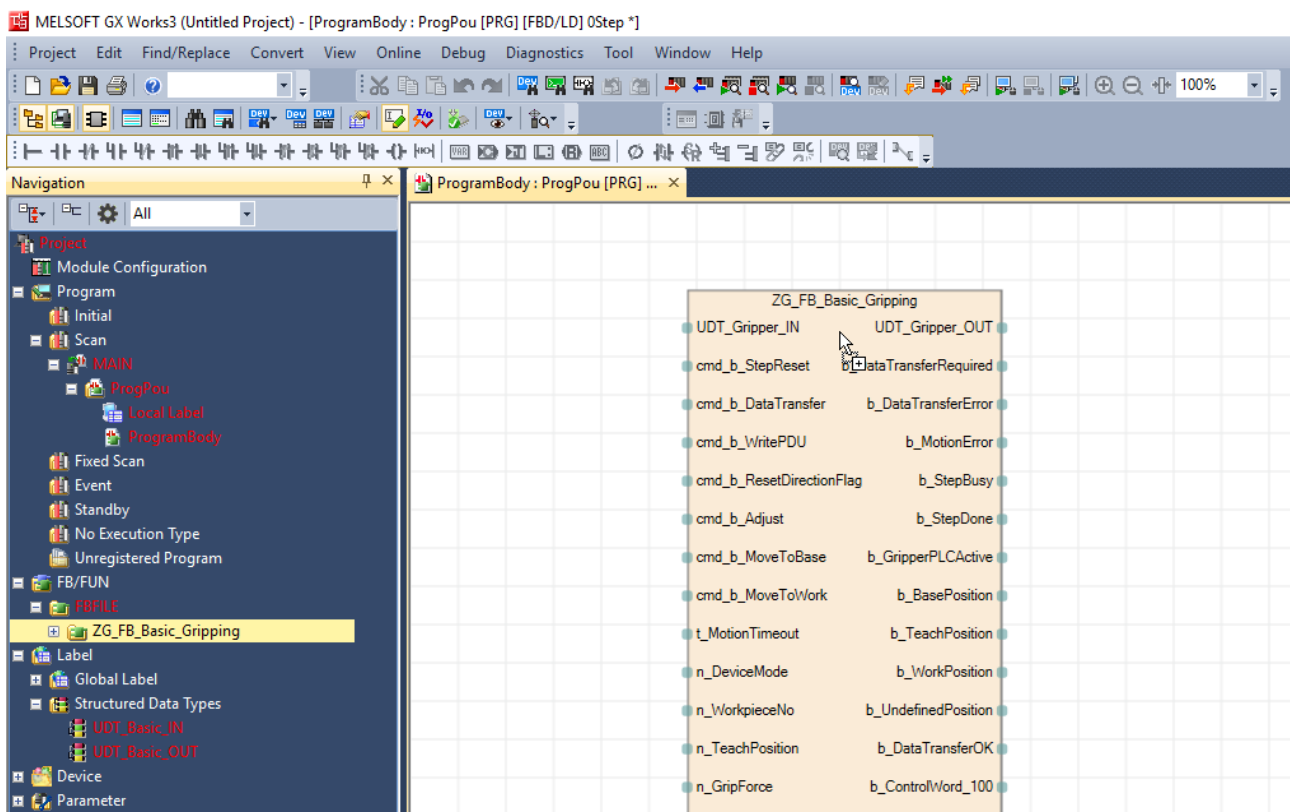 MELSOFT GX Works3 (Untitled Project) - [ProgramBody : ProgPou [PRG] [FBD/LD] 0Step *]
Project Edit Find/Replace Convert View Online Debug Diagnostics Tool Window Help
100%
Navigation
ProgramBody : ProgPou [PRG] ...
All
Project
Module Configuration
Program
Initial
Scan
MAIN
ProgPou
Local Label
ProgramBody
Fixed Scan
Event
Standby
No Execution Type
Unregistered Program
FB/FUN
FBFILE
ZG_FB_Basic_Gripping
Label
Global Label
Structured Data Types
UDT_Basic_IN
UDT_Basic_OUT
Device
Parameter
ZG_FB_Basic_Gripping
UDT_Gripper_IN UDT_Gripper_OUT
cmd_b_StepReset b_DataTransferRequired
cmd_b_DataTransfer b_DataTransferError
cmd_b_WritePDU b_MotionError
cmd_b_ResetDirectionFlag b_StepBusy
cmd_b_Adjust b_StepDone
cmd_b_MoveToBase b_GripperPLCActive
cmd_b_MoveToWork b_BasePosition
t_MotionTimeout b_TeachPosition
n_DeviceMode b_WorkPosition
n_WorkpieceNo b_UndefinedPosition
n_TeachPosition b_DataTransferOK
n_GripForce b_ControlWord_100